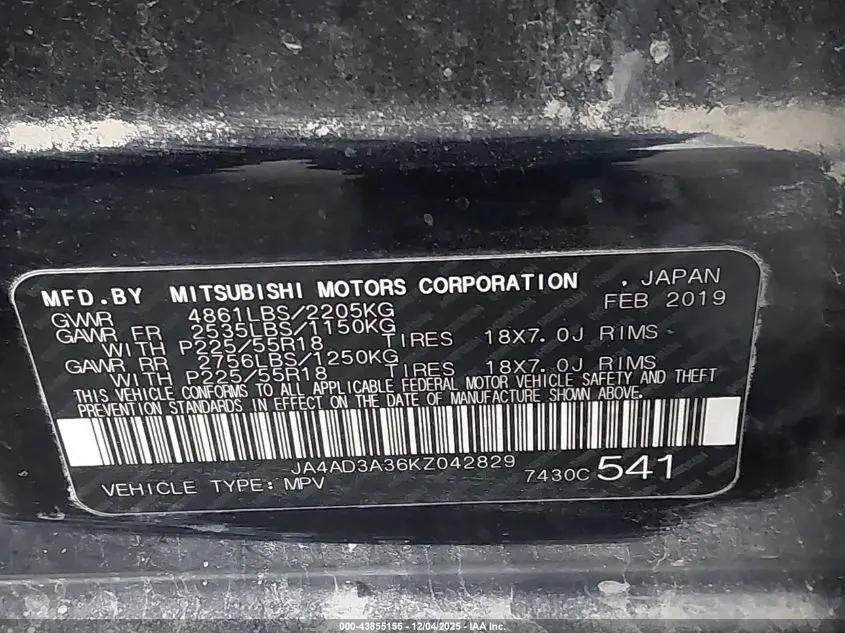 MFD.BY MITSUBISHI MOTORS CORPORATION , JAPAN
FEB 2019
GVWR 4861LBS/2205KG
GAWR FR 2535LBS/1150KG
WITH P225/55R18 TIRES 18X7.0J RIMS
GAWR RR 2756LBS/1250KG
WITH P225/55R18 TIRES 18X7.0J RIMS
THIS VEHICLE CONFORMS TO ALL APPLICABLE FEDERAL MOTOR VEHICLE SAFETY AND THEFT
PREVENTION STANDARDS IN EFFECT ON THE DATE OF MANUFACTURE SHOWN ABOVE.
JA4AD3A36KZ042829
VEHICLE TYPE: MPV 7430C 541
000-43855155 - 12/04/2025 - IAA Inc.